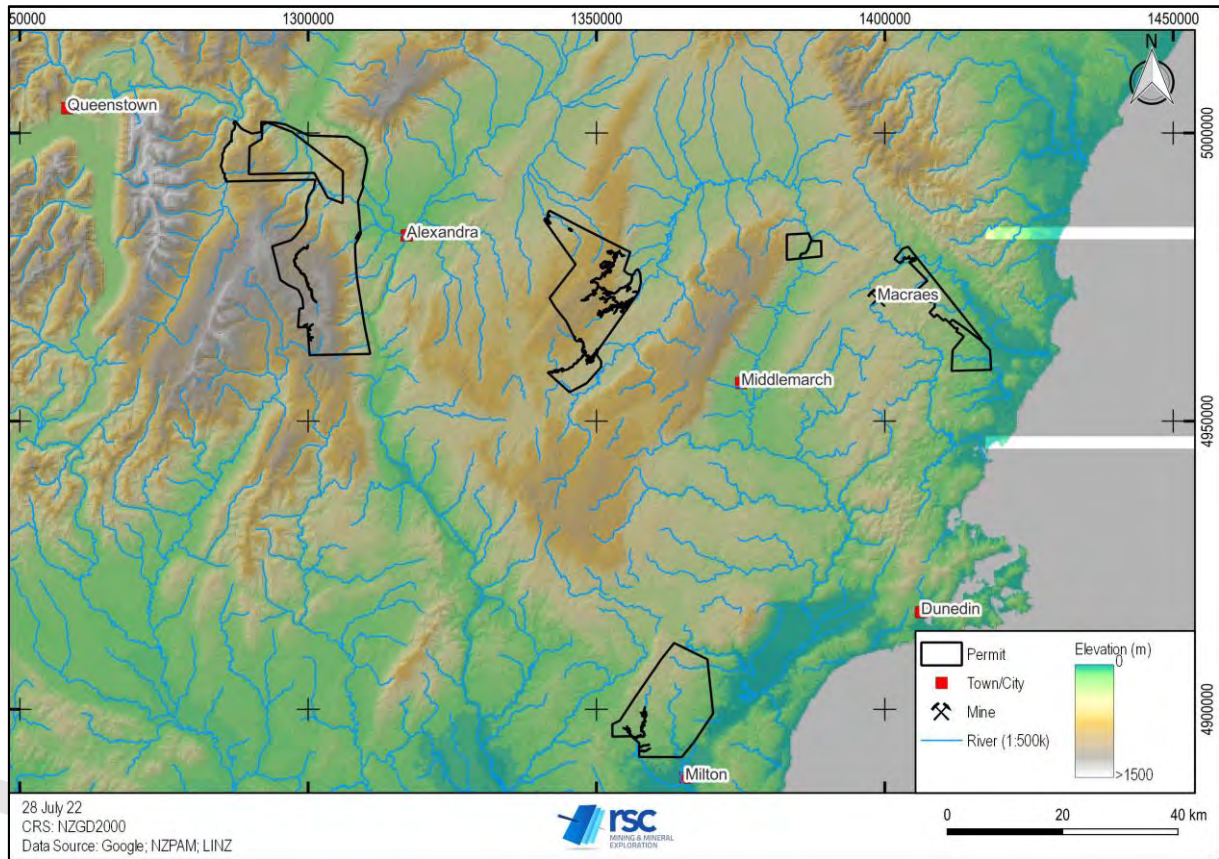 50000
1300000
1350000
1400000
1450000
N
Queenstown
5000000
Alexandra
Macraes
Middlemarch
4950000
Dunedin
4900000
Milton
Permit
Town/City
Mine
River (1:500k)
Elevation (m)
0
>1500
28 July 22
CRS: NZGD2000
Data Source: Google; NZPAM; LINZ
rsc
MINING & MINERAL
EXPLORATION
0 20 40 km